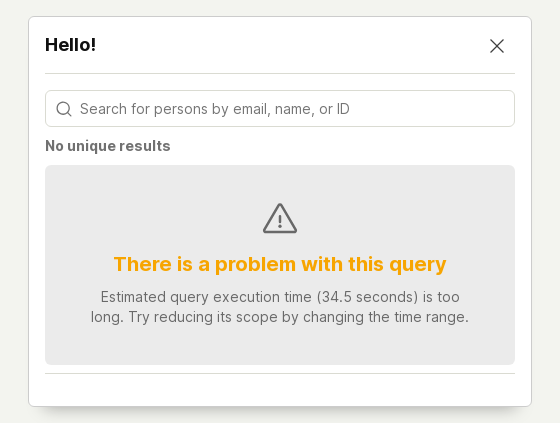 Hello!
Search for persons by email, name, or ID
No unique results
There is a problem with this query
Estimated query execution time (34.5 seconds) is too
long. Try reducing its scope by changing the time range.